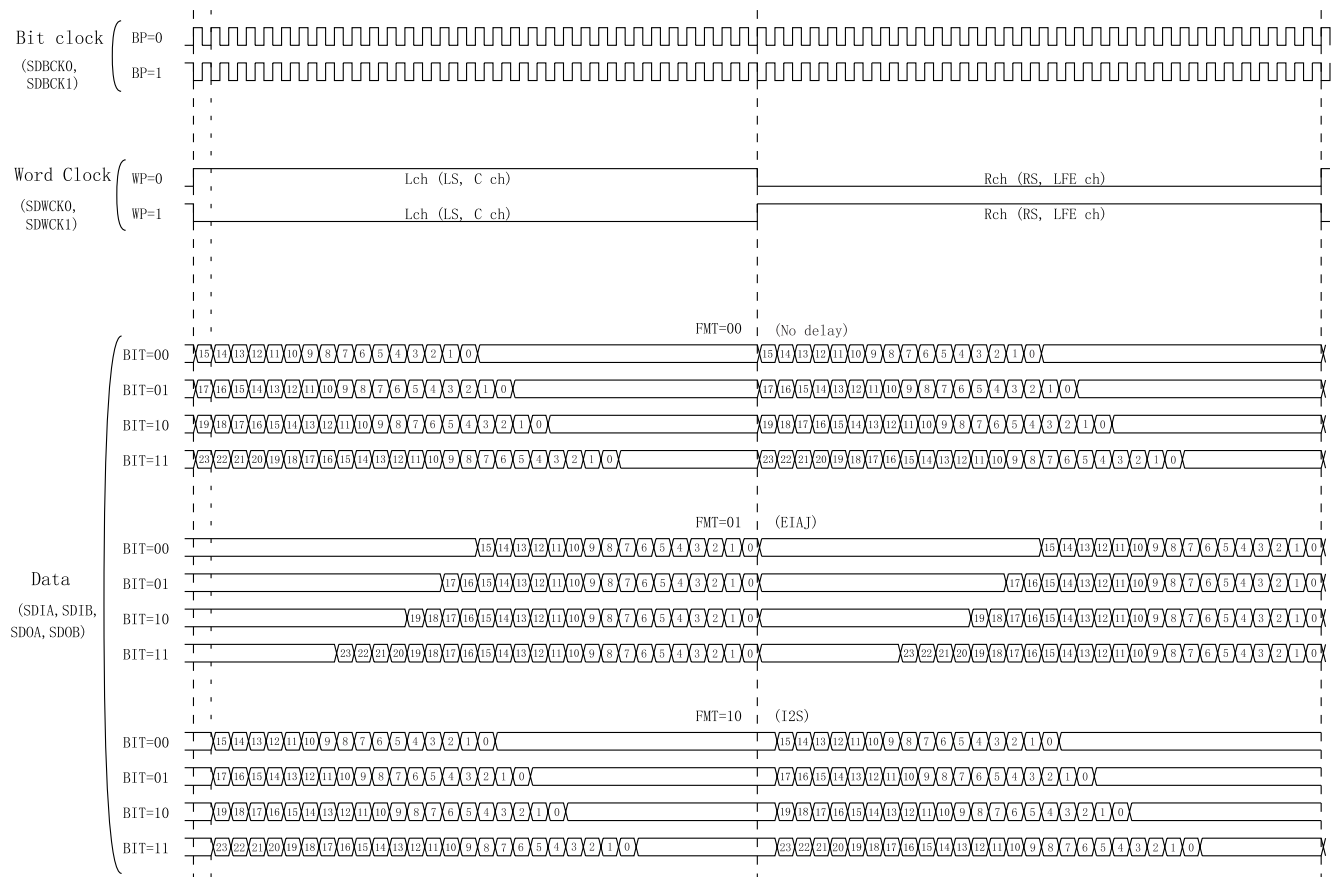 Bit clock
(SDBCK0,
SDBCK1)
BP=0
BP=1
Word Clock
(SDWCK0,
SDWCK1)
WP=0 Lch (LS, C ch) Rch (RS, LFE ch)
WP=1 Lch (LS, C ch) Rch (RS, LFE ch)
Data
(SDIA,SDIB,
SDOA,SDOB)
FMT=00 (No delay)
BIT=00 15 14 13 12 11 10 9 8 7 6 5 4 3 2 1 0 15 14 13 12 11 10 9 8 7 6 5 4 3 2 1 0
BIT=01 17 16 15 14 13 12 11 10 9 8 7 6 5 4 3 2 1 0 17 16 15 14 13 12 11 10 9 8 7 6 5 4 3 2 1 0
BIT=10 19 18 17 16 15 14 13 12 11 10 9 8 7 6 5 4 3 2 1 0 19 18 17 16 15 14 13 12 11 10 9 8 7 6 5 4 3 2 1 0
BIT=11 23 22 21 20 19 18 17 16 15 14 13 12 11 10 9 8 7 6 5 4 3 2 1 0 23 22 21 20 19 18 17 16 15 14 13 12 11 10 9 8 7 6 5 4 3 2 1 0
FMT=01 (EIAJ)
BIT=00 15 14 13 12 11 10 9 8 7 6 5 4 3 2 1 0 15 14 13 12 11 10 9 8 7 6 5 4 3 2 1 0
BIT=01 17 16 15 14 13 12 11 10 9 8 7 6 5 4 3 2 1 0 17 16 15 14 13 12 11 10 9 8 7 6 5 4 3 2 1 0
BIT=10 19 18 17 16 15 14 13 12 11 10 9 8 7 6 5 4 3 2 1 0 19 18 17 16 15 14 13 12 11 10 9 8 7 6 5 4 3 2 1 0
BIT=11 23 22 21 20 19 18 17 16 15 14 13 12 11 10 9 8 7 6 5 4 3 2 1 0 23 22 21 20 19 18 17 16 15 14 13 12 11 10 9 8 7 6 5 4 3 2 1 0
FMT=10 (I2S)
BIT=00 15 14 13 12 11 10 9 8 7 6 5 4 3 2 1 0 15 14 13 12 11 10 9 8 7 6 5 4 3 2 1 0
BIT=01 17 16 15 14 13 12 11 10 9 8 7 6 5 4 3 2 1 0 17 16 15 14 13 12 11 10 9 8 7 6 5 4 3 2 1 0
BIT=10 19 18 17 16 15 14 13 12 11 10 9 8 7 6 5 4 3 2 1 0 19 18 17 16 15 14 13 12 11 10 9 8 7 6 5 4 3 2 1 0
BIT=11 23 22 21 20 19 18 17 16 15 14 13 12 11 10 9 8 7 6 5 4 3 2 1 0 23 22 21 20 19 18 17 16 15 14 13 12 11 10 9 8 7 6 5 4 3 2 1 0